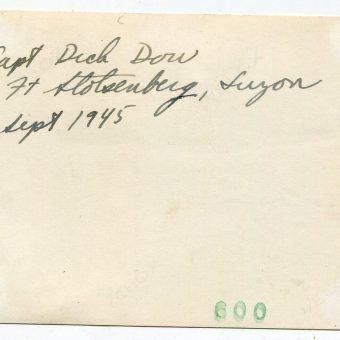 Capt Dick Dow
Ft Stotsenberg, Luzon
Sept 1945
600